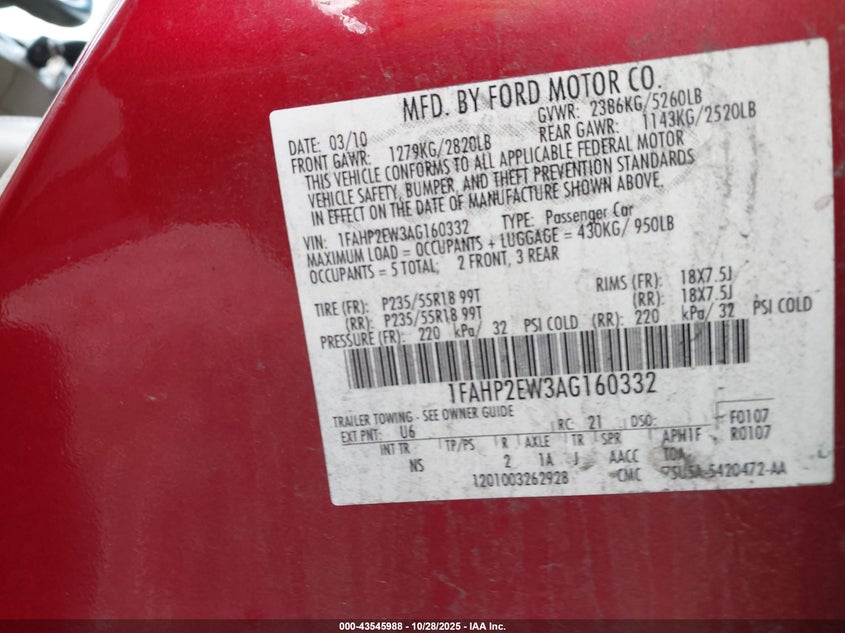 MFD. BY FORD MOTOR CO.
DATE: 03/10 GVWR: 2386KG/5260LB
FRONT GAWR: 1279KG/2820LB REAR GAWR: 1143KG/2520LB
THIS VEHICLE CONFORMS TO ALL APPLICABLE FEDERAL MOTOR
VEHICLE SAFETY, BUMPER, AND THEFT PREVENTION STANDARDS
IN EFFECT ON THE DATE OF MANUFACTURE SHOWN ABOVE.
VIN: 1FAHP2EW3AG160332 TYPE: Passenger Car
MAXIMUM LOAD = OCCUPANTS + LUGGAGE = 430KG/ 950LB
OCCUPANTS = 5 TOTAL; 2 FRONT, 3 REAR
TIRE (FR): P235/55R18 99T RIMS (FR): 18X7.5J
(RR): P235/55R18 99T (RR): 18X7.5J
PRESSURE (FR): 220 kPa/ 32 PSI COLD (RR): 220 kPa/ 32 PSI COLD
1FAHP2EW3AG160332
TRAILER TOWING - SEE OWNER GUIDE
EXT PNT: U6 RC: 21 DSO: F0107
INT TR TP/PS R AXLE TR SPR APH1F R0107
NS 2 1A J AACC
1201003262928 CMC 5420472-AA
000-43545988 | 10/28/2025 - IAA Inc.